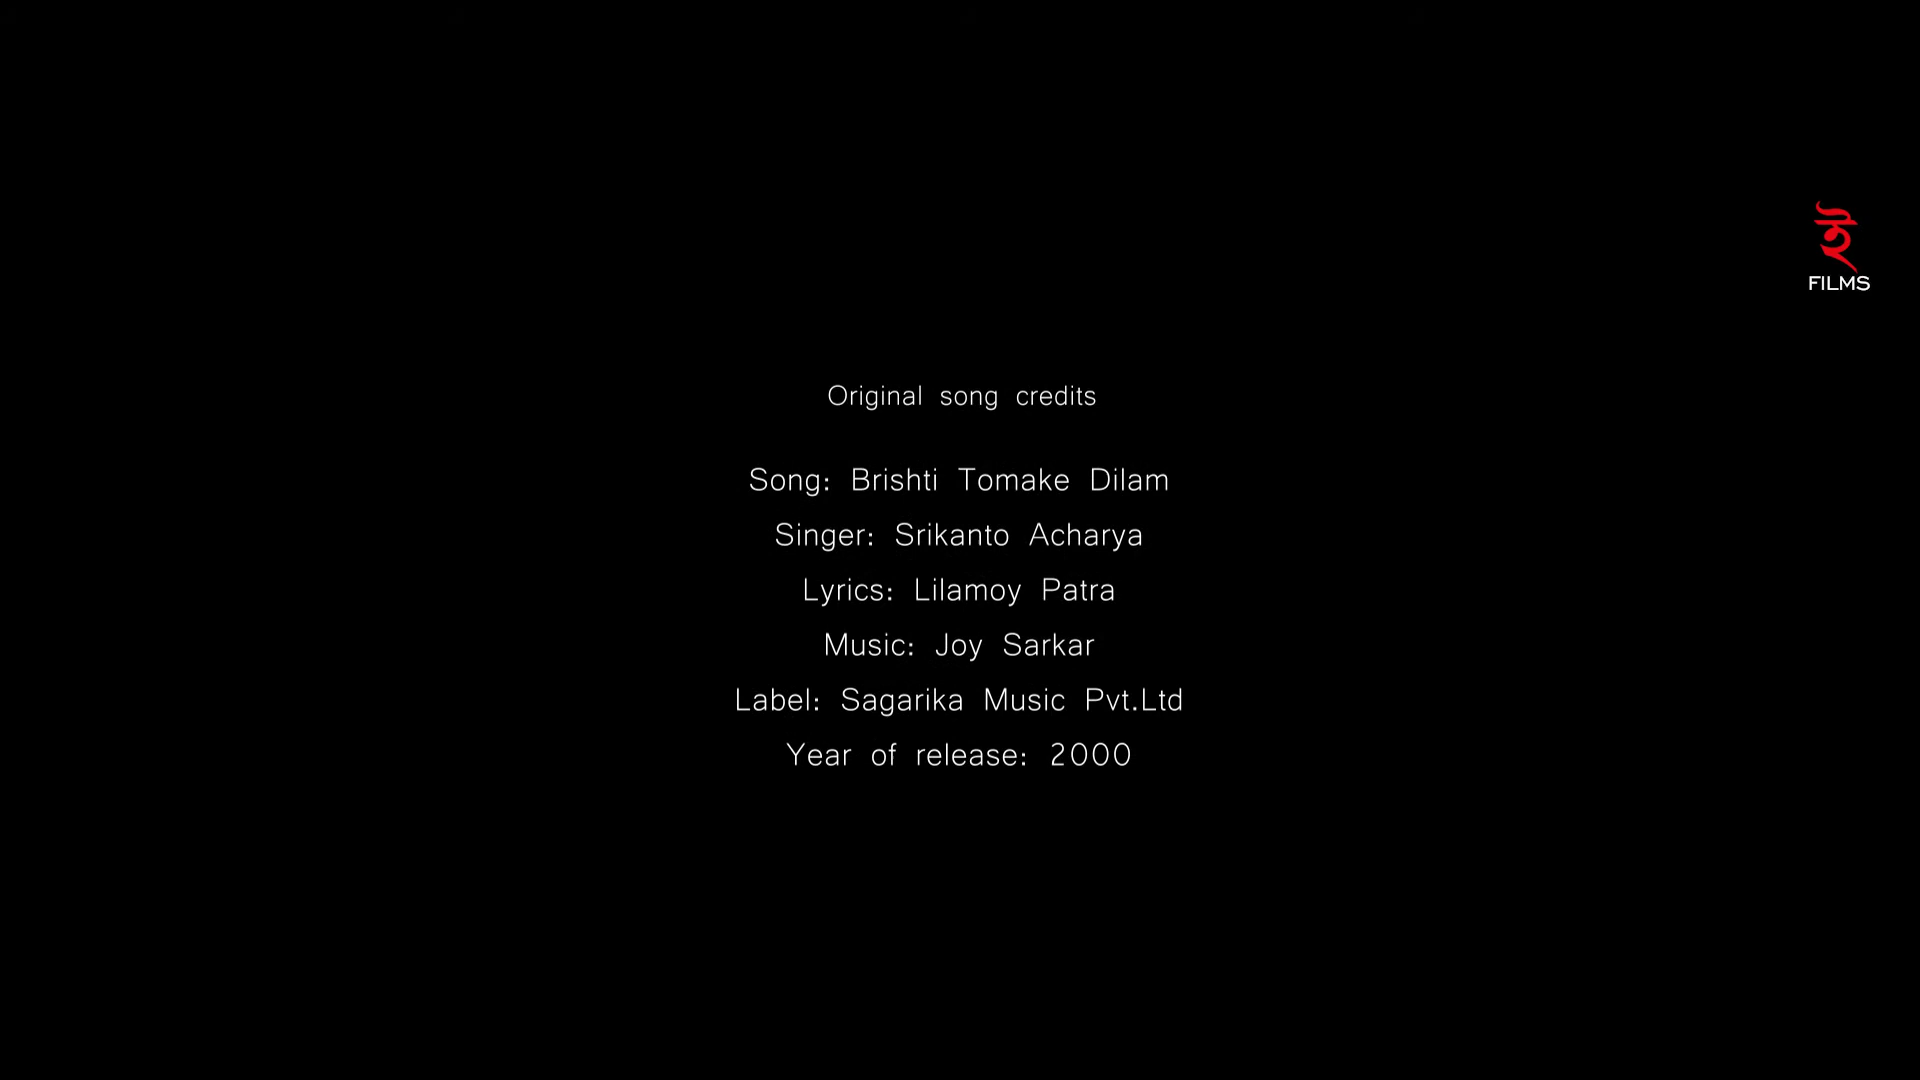 ই
FILMS
Original song credits
Song: Brishti Tomake Dilam
Singer: Srikanto Acharya
Lyrics: Lilamoy Patra
Music: Joy Sarkar
Label: Sagarika Music Pvt.Ltd
Year of release: 2000